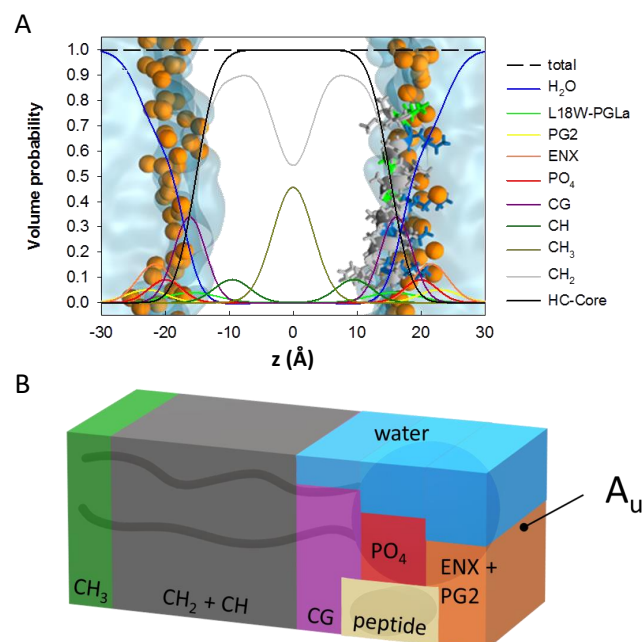 A
Volume probability
1.0
0.9
0.8
0.7
0.6
0.5
0.4
0.3
0.2
0.1
0.0
-30 -20 -10 0 10 20 30
z (Å)
total
H₂O
L18W-PGLa
PG2
ENX
PO₄
CG
CH
CH₃
CH₂
HC-Core
B
water
Aᵤ
PO₄
ENX +
PG2
CH₃
CH₂ + CH
CG
peptide